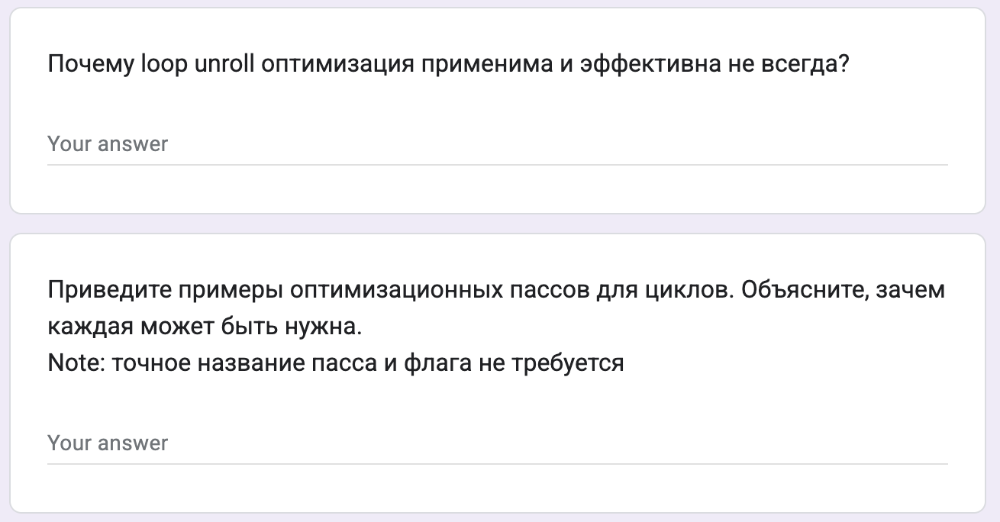 Почему loop unroll оптимизация применима и эффективна не всегда?
Your answer
Приведите примеры оптимизационных пассов для циклов. Объясните, зачем
каждая может быть нужна.
Note: точное название пасса и флага не требуется
Your answer